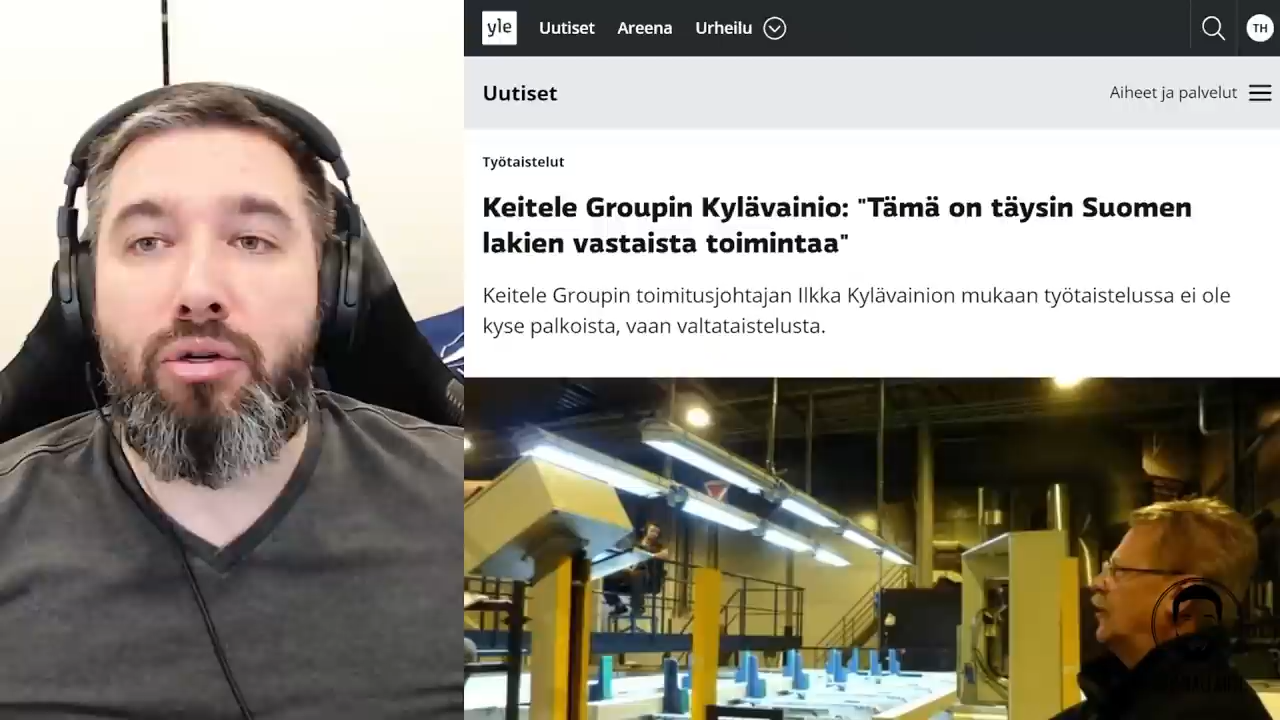 yle Uutiset Areena Urheilu TH
Uutiset Aiheet ja palvelut
Työtaistelut
Keitele Groupin Kylävainio: "Tämä on täysin Suomen
lakien vastaista toimintaa"
Keitele Groupin toimitusjohtajan Ilkka Kylävainion mukaan työtaistelussa ei ole
kyse palkoista, vaan valtataistelusta.